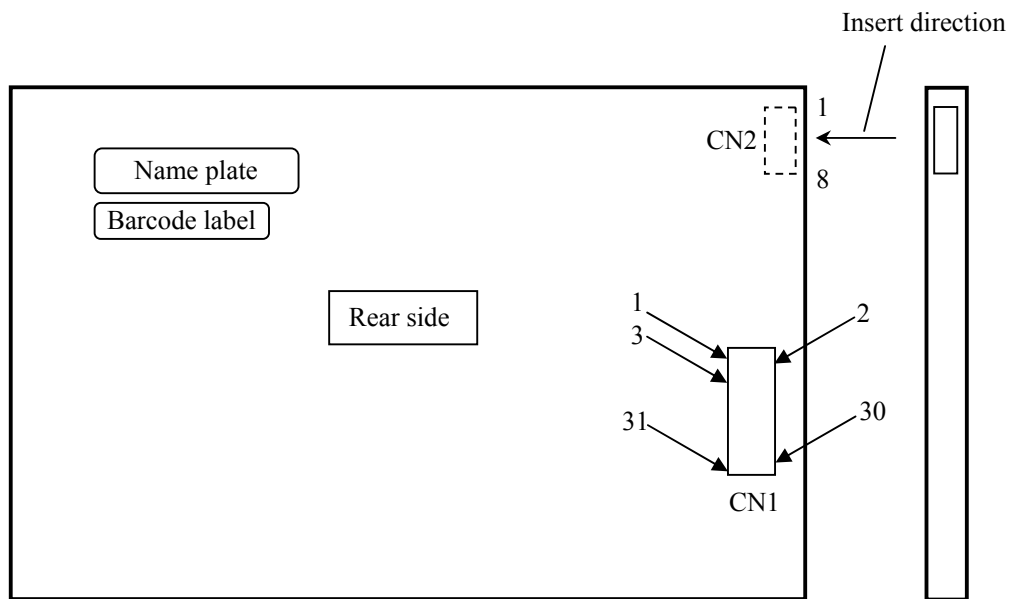 Insert direction
1
CN2
8
Name plate
Barcode label
Rear side
1
2
3
31
30
CN1